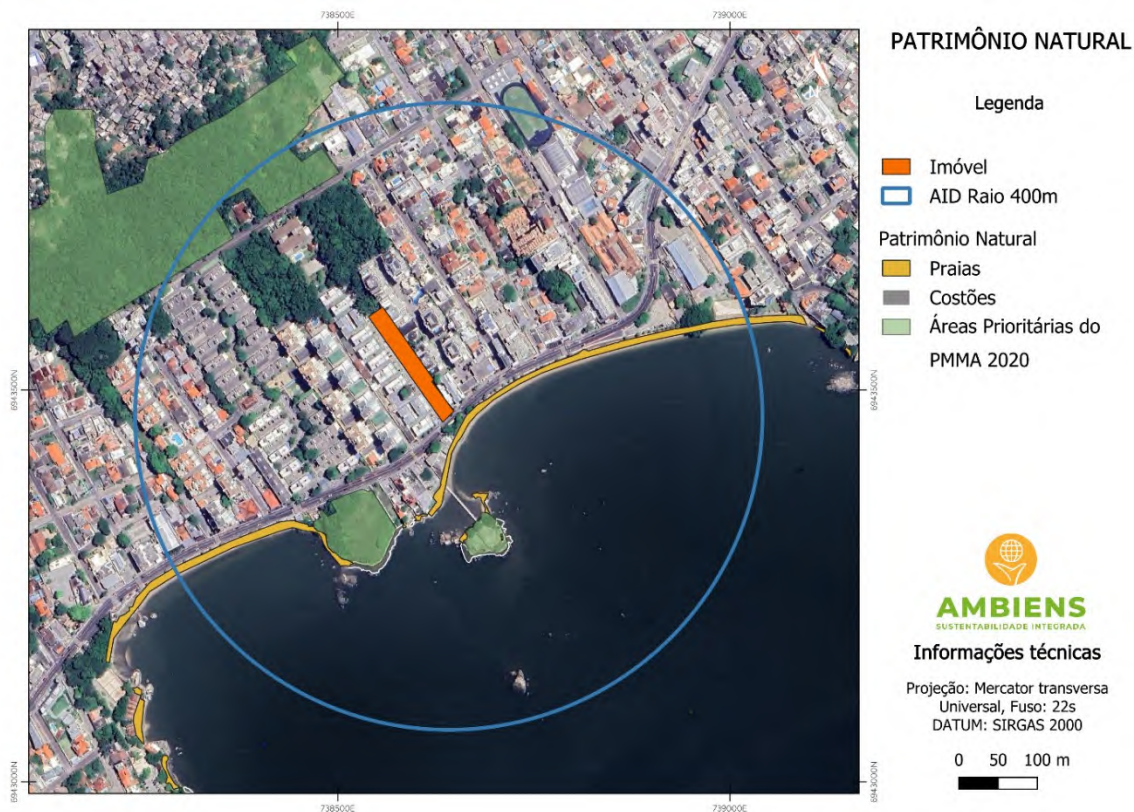 738500E
739000E
6943500N
6943000N
6943500N
6943000N
738500E
739000E
PATRIMÔNIO NATURAL
Legenda
Imóvel
AID Raio 400m
Patrimônio Natural
Praias
Costões
Áreas Prioritárias do
PMMA 2020
AMBIENS
SUSTENTABILIDADE INTEGRADA
Informações técnicas
Projeção: Mercator transversa
Universal, Fuso: 22s
DATUM: SIRGAS 2000
0 50 100 m